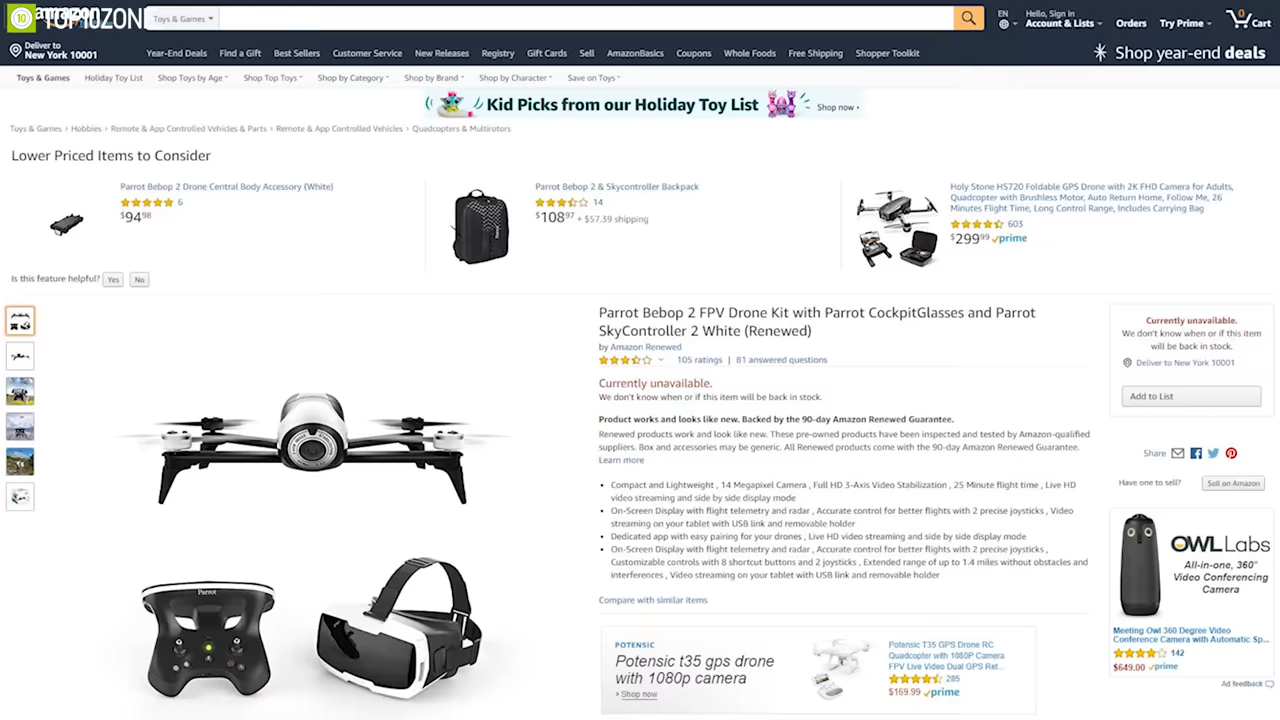 10 TOP10ZONE
amazon
Toys & Games
EN
Hello, Sign in
Account & Lists
Orders
Try Prime
0
Cart
Deliver to
New York 10001
Year-End Deals
Find a Gift
Best Sellers
Customer Service
New Releases
Registry
Gift Cards
Sell
AmazonBasics
Coupons
Whole Foods
Free Shipping
Shopper Toolkit
Shop year-end deals
Toys & Games
Holiday Toy List
Shop Toys by Age
Shop Top Toys
Shop by Category
Shop by Brand
Shop by Character
Save on Toys
Kid Picks from our Holiday Toy List
Shop now ›
Toys & Games › Hobbies › Remote & App Controlled Vehicles & Parts › Remote & App Controlled Vehicles › Quadcopters & Multirotors
Lower Priced Items to Consider
Parrot Bebop 2 Drone Central Body Accessory (White)
6
$94⁹⁸
Parrot Bebop 2 & Skycontroller Backpack
14
$108⁹⁷ + $57.39 shipping
Holy Stone HS720 Foldable GPS Drone with 2K FHD Camera for Adults,
Quadcopter with Brushless Motor, Auto Return Home, Follow Me, 26
Minutes Flight Time, Long Control Range, Includes Carrying Bag
603
$299⁹⁹ prime
Is this feature helpful? Yes No
Parrot Bebop 2 FPV Drone Kit with Parrot CockpitGlasses and Parrot
SkyController 2 White (Renewed)
by Amazon Renewed
105 ratings | 81 answered questions
Currently unavailable.
We don't know when or if this item will be back in stock.
Product works and looks like new. Backed by the 90-day Amazon Renewed Guarantee.
Renewed products work and look like new. These pre-owned products have been inspected and tested by Amazon-qualified
suppliers. Box and accessories may be generic. All Renewed products come with the 90-day Amazon Renewed Guarantee.
Learn more
• Compact and Lightweight , 14 Megapixel Camera , Full HD 3-Axis Video Stabilization , 25 Minute flight time , Live HD
video streaming and side by side display mode
• On-Screen Display with flight telemetry and radar , Accurate control for better flights with 2 precise joysticks , Video
streaming on your tablet with USB link and removable holder
• Dedicated app with easy pairing for your drones , Live HD video streaming and side by side display mode
• On-Screen Display with flight telemetry and radar , Accurate control for better flights with 2 precise joysticks ,
Customizable controls with 8 shortcut buttons and 2 joysticks , Extended range of up to 1.4 miles without obstacles and
interferences , Video streaming on your tablet with USB link and removable holder
Compare with similar items
Parrot
POTENSIC
Potensic t35 gps drone
with 1080p camera
› Shop now
Potensic T35 GPS Drone RC
Quadcopter with 1080P Camera
FPV Live Video Dual GPS Ret...
285
$169.99 prime
Currently unavailable.
We don't know when or if this item
will be back in stock.
Deliver to New York 10001
Add to List
Share
Have one to sell? Sell on Amazon
OWL Labs
All-in-one, 360°
Video Conferencing
Camera
Meeting Owl 360 Degree Video
Conference Camera with Automatic Sp...
142
$649.00 prime
Ad feedback